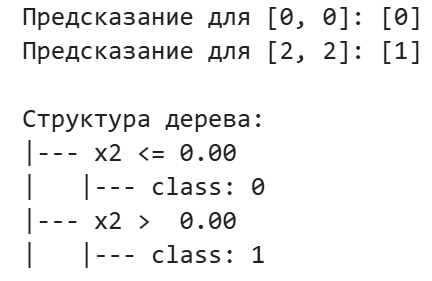 Предсказание для [0, 0]: [0]
Предсказание для [2, 2]: [1]

Структура дерева:
|--- x2 <= 0.00
|   |--- class: 0
|--- x2 >  0.00
|   |--- class: 1